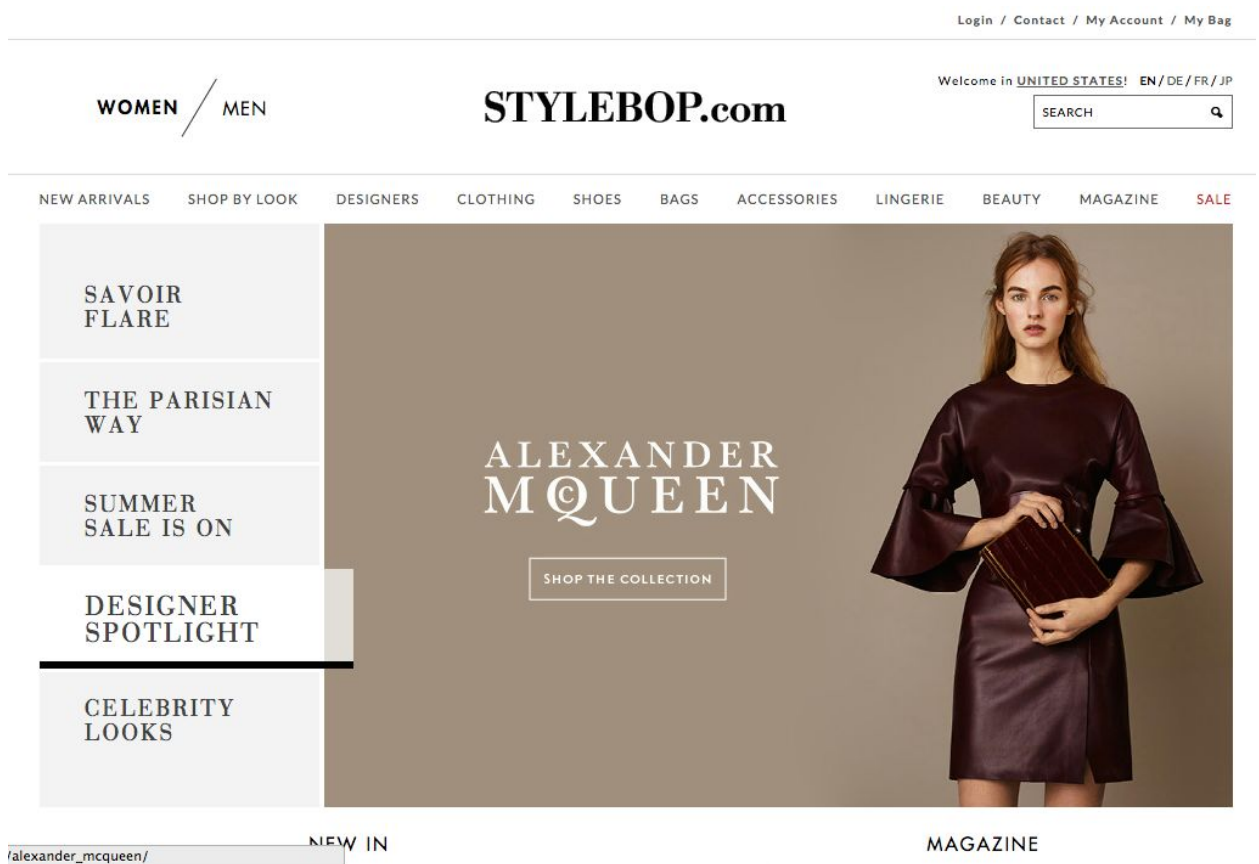 Login / Contact / My Account / My Bag
WOMEN / MEN
STYLEBOP.com
Welcome in UNITED STATES! EN / DE / FR / JP
SEARCH
NEW ARRIVALS SHOP BY LOOK DESIGNERS CLOTHING SHOES BAGS ACCESSORIES LINGERIE BEAUTY MAGAZINE SALE
SAVOIR
FLARE
THE PARISIAN
WAY
SUMMER
SALE IS ON
DESIGNER
SPOTLIGHT
CELEBRITY
LOOKS
ALEXANDER
MCQUEEN
SHOP THE COLLECTION
NEW IN
MAGAZINE
/alexander_mcqueen/